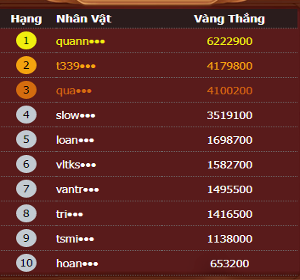 Hạng Nhân Vật Vàng Thắng
1 quann●●● 6222900
2 t339●●● 4179800
3 qua●●● 4100200
4 slow●●● 3519100
5 loan●●● 1698700
6 vltks●●● 1582700
7 vantr●●● 1495500
8 tri●●● 1416500
9 tsmi●●● 1138000
10 hoan●●● 653200